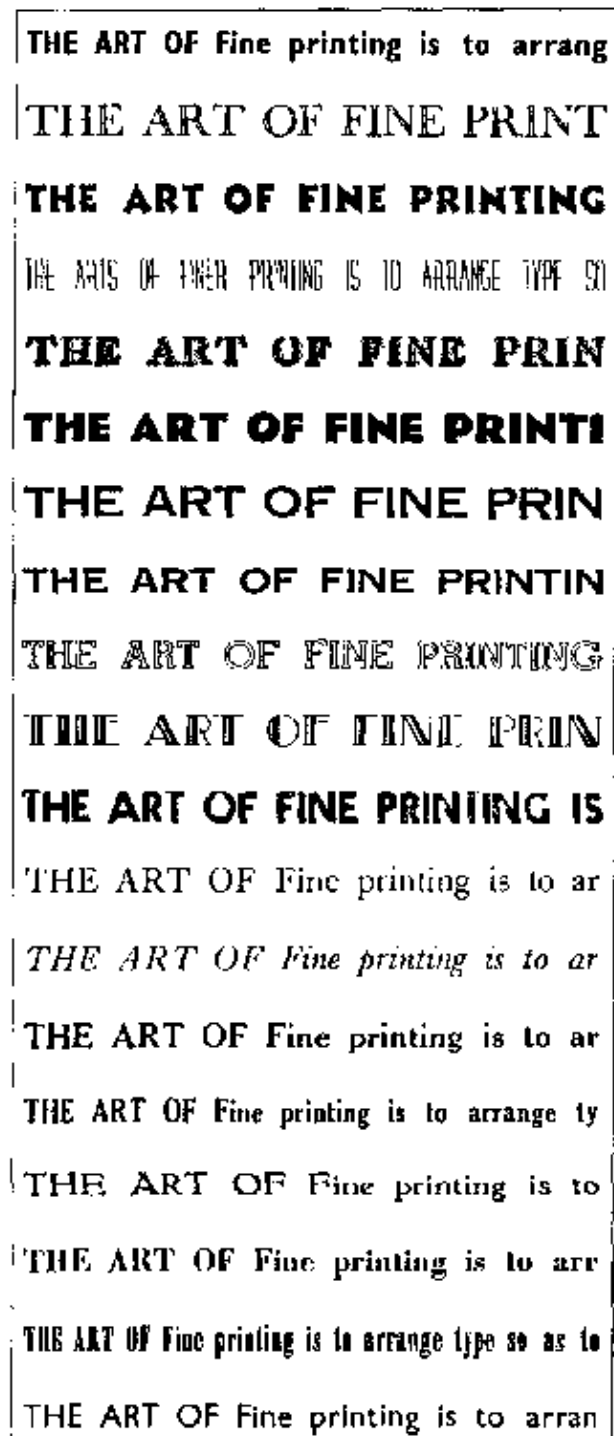 THE ART OF Fine printing is to arrang
THE ART OF FINE PRINT
THE ART OF FINE PRINTING
THE ARTS OF FINER PRINTING IS TO ARRANGE TYPE SO
THE ART OF FINE PRIN
THE ART OF FINE PRINTI
THE ART OF FINE PRIN
THE ART OF FINE PRINTIN
THE ART OF FINE PRINTING
THE ART OF FINE PRIN
THE ART OF FINE PRINTING IS
THE ART OF Fine printing is to ar
THE ART OF Fine printing is to ar
THE ART OF Fine printing is to ar
THE ART OF Fine printing is to arrange ty
THE ART OF Fine printing is to
THE ART OF Fine printing is to arr
THE ART OF Fine printing is to arrange type so as to
THE ART OF Fine printing is to arran